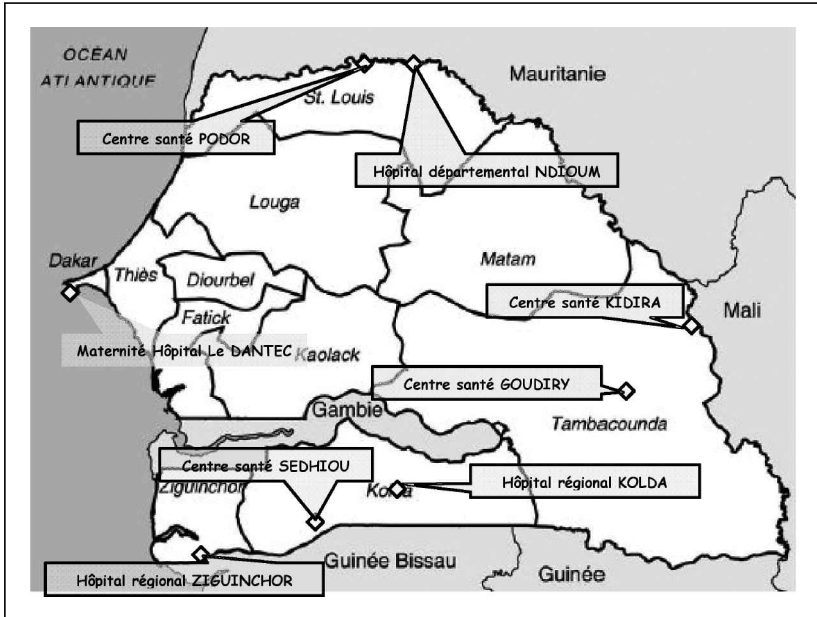 OCÉAN
ATLANTIQUE
Mauritanie
St. Louis
Centre santé PODOR
Hôpital départemental NDIOUM
Louga
Matam
Dakar
Thiès
Diourbel
Centre santé KIDIRA
Mali
Fatick
Maternité Hôpital Le DANTEC
Kaolack
Centre santé GOUDIRY
Gambie
Tambacounda
Centre santé SEDHIOU
Ziguinchor
Kolda
Hôpital régional KOLDA
Guinée Bissau
Guinée
Hôpital régional ZIGUINCHOR